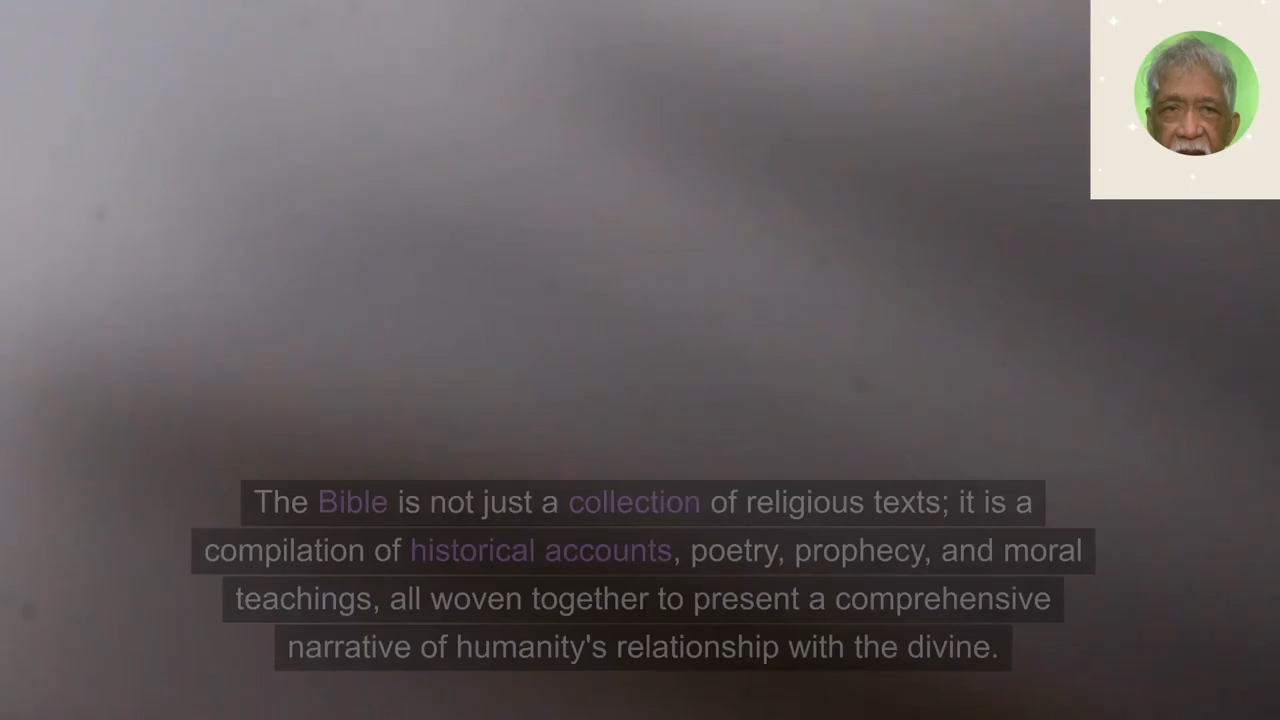 The Bible is not just a collection of religious texts; it is a
compilation of historical accounts, poetry, prophecy, and moral
teachings, all woven together to present a comprehensive
narrative of humanity's relationship with the divine.